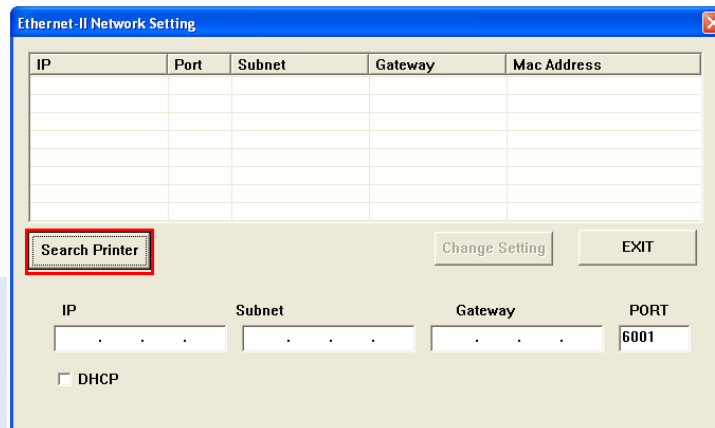 Ethernet-II Network Setting
IP Port Subnet Gateway Mac Address
Search Printer Change Setting EXIT
IP Subnet Gateway PORT
. . . . . . . . . 6001
DHCP